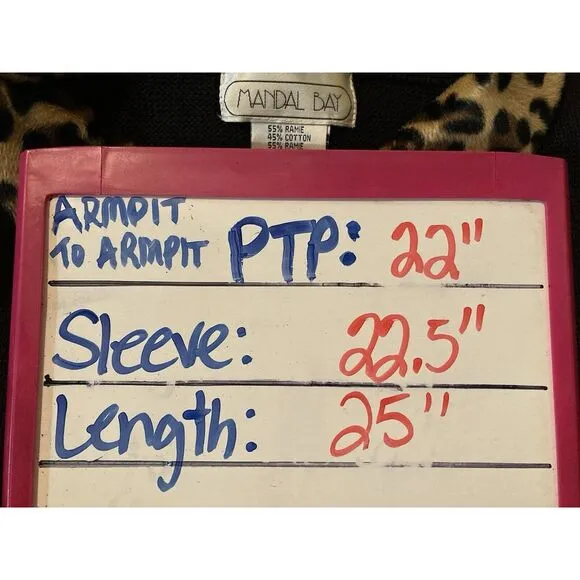 MANDAL BAY
55% RAMIE
45% COTTON
55% RAMIE
ARMPIT
TO ARMPIT PTP: 22"
Sleeve: 22.5"
Length: 25"